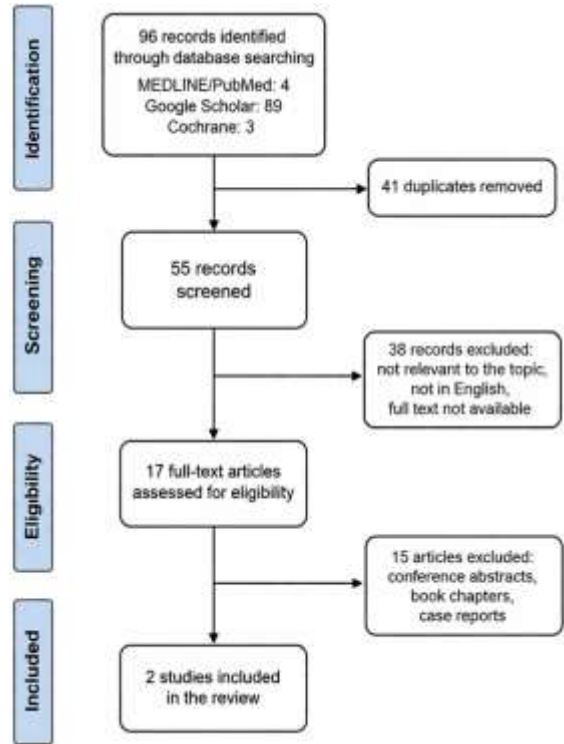 Identification
96 records identified
through database searching
MEDLINE/PubMed: 4
Google Scholar: 89
Cochrane: 3
41 duplicates removed
Screening
55 records
screened
38 records excluded:
not relevant to the topic,
not in English,
full text not available
Eligibility
17 full-text articles
assessed for eligibility
15 articles excluded:
conference abstracts,
book chapters,
case reports
Included
2 studies included
in the review